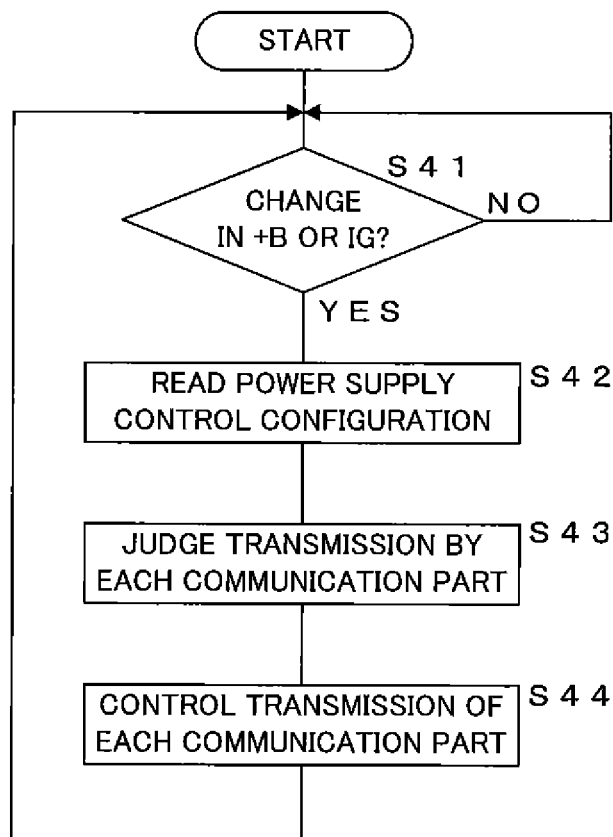 START
S41
CHANGE
IN +B OR IG?
NO
YES
READ POWER SUPPLY
CONTROL CONFIGURATION
S42
JUDGE TRANSMISSION BY
EACH COMMUNICATION PART
S43
CONTROL TRANSMISSION OF
EACH COMMUNICATION PART
S44